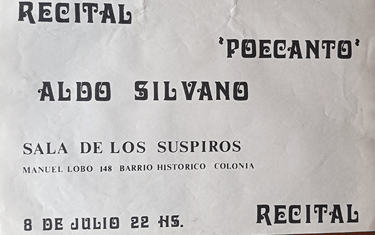 RECITAL
'POECANTO'
ALDO SILVANO
SALA DE LOS SUSPIROS
MANUEL LOBO 148 BARRIO HISTORICO COLONIA
RECITAL
8 DE JULIO 22 HS.